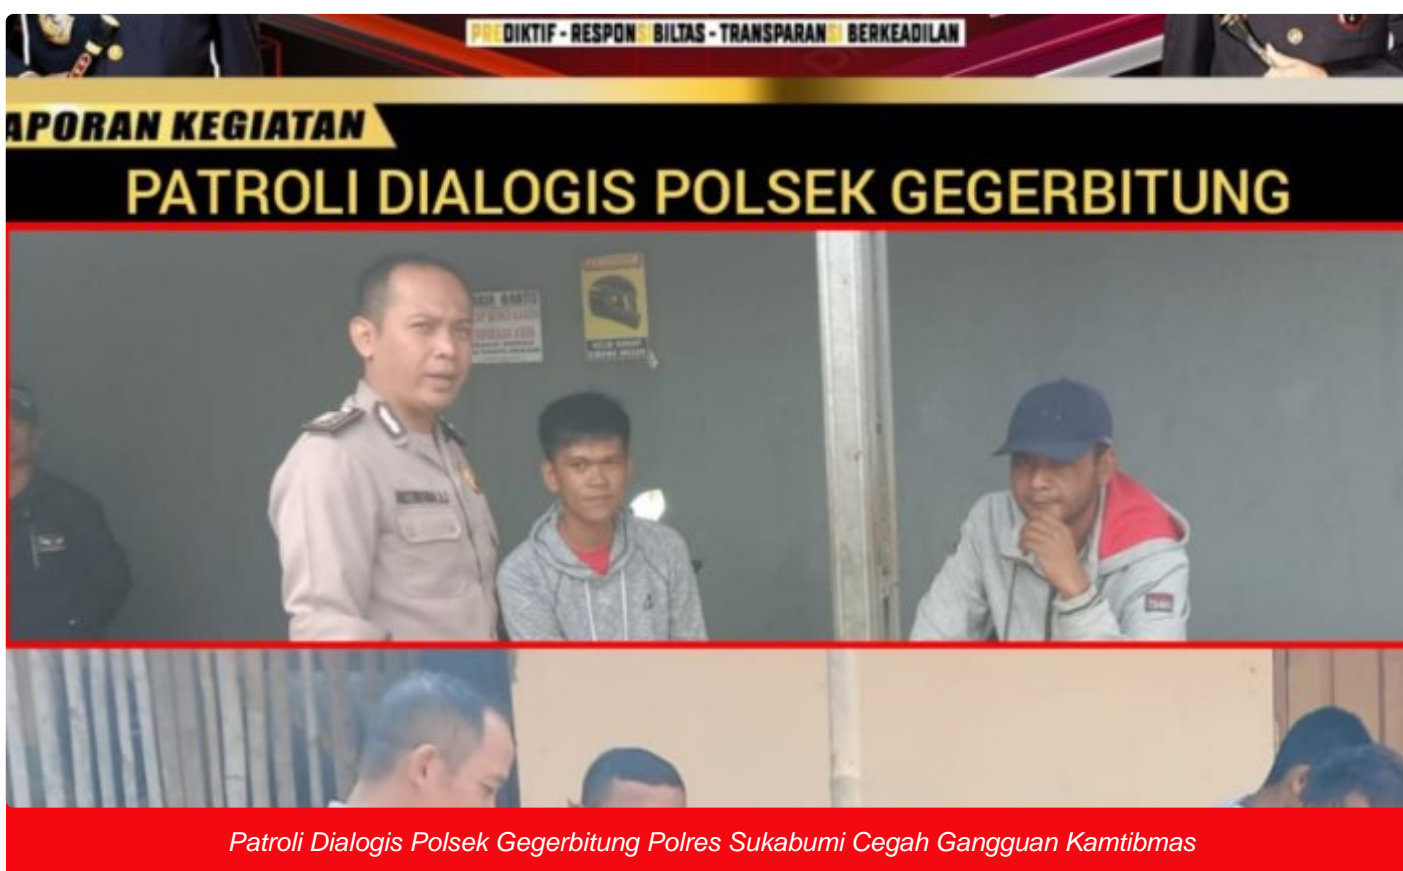 PREDIKTIF - RESPONSIBILTAS - TRANSPARANSI BERKEADILAN
APORAN KEGIATAN
PATROLI DIALOGIS POLSEK GEGERBITUNG
Patroli Dialogis Polsek Gegerbitung Polres Sukabumi Cegah Gangguan Kamtibmas